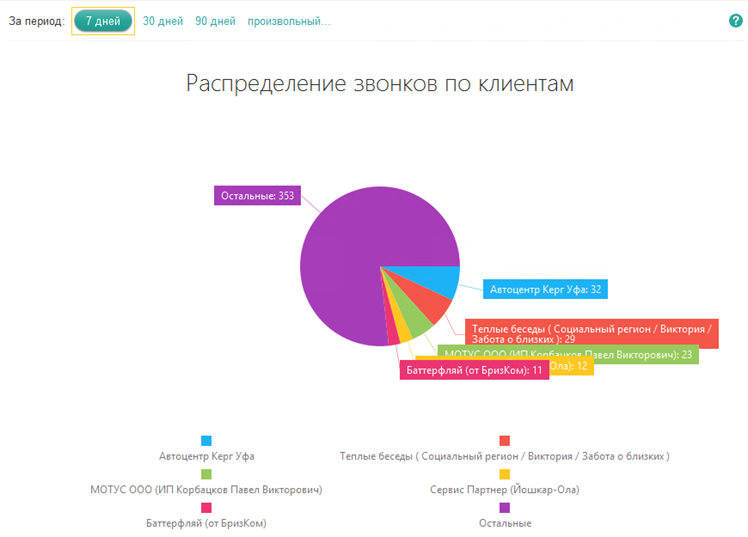 За период: 7 дней 30 дней 90 дней произвольный... ?
Распределение звонков по клиентам
Остальные: 353
Автоцентр Керг Уфа: 32
Теплые беседы ( Социальный регион / Виктория /
Забота о близких ): 29
МОТУС ООО (ИП Корбацков Павел Викторович): 23
Ола): 12
Баттерфляй (от БризКом): 11
Автоцентр Керг Уфа
Теплые беседы ( Социальный регион / Виктория / Забота о близких )
МОТУС ООО (ИП Корбацков Павел Викторович)
Сервис Партнер (Йошкар-Ола)
Баттерфляй (от БризКом)
Остальные